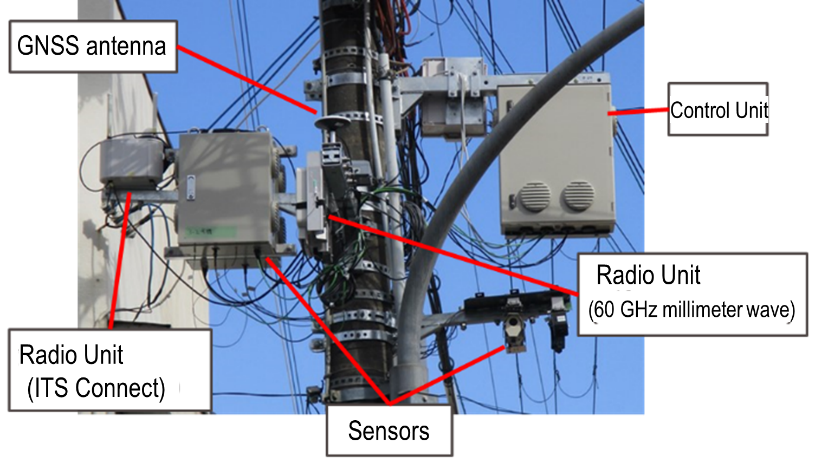 GNSS antenna
Control Unit
Radio Unit
(60 GHz millimeter wave)
Radio Unit
(ITS Connect)
Sensors